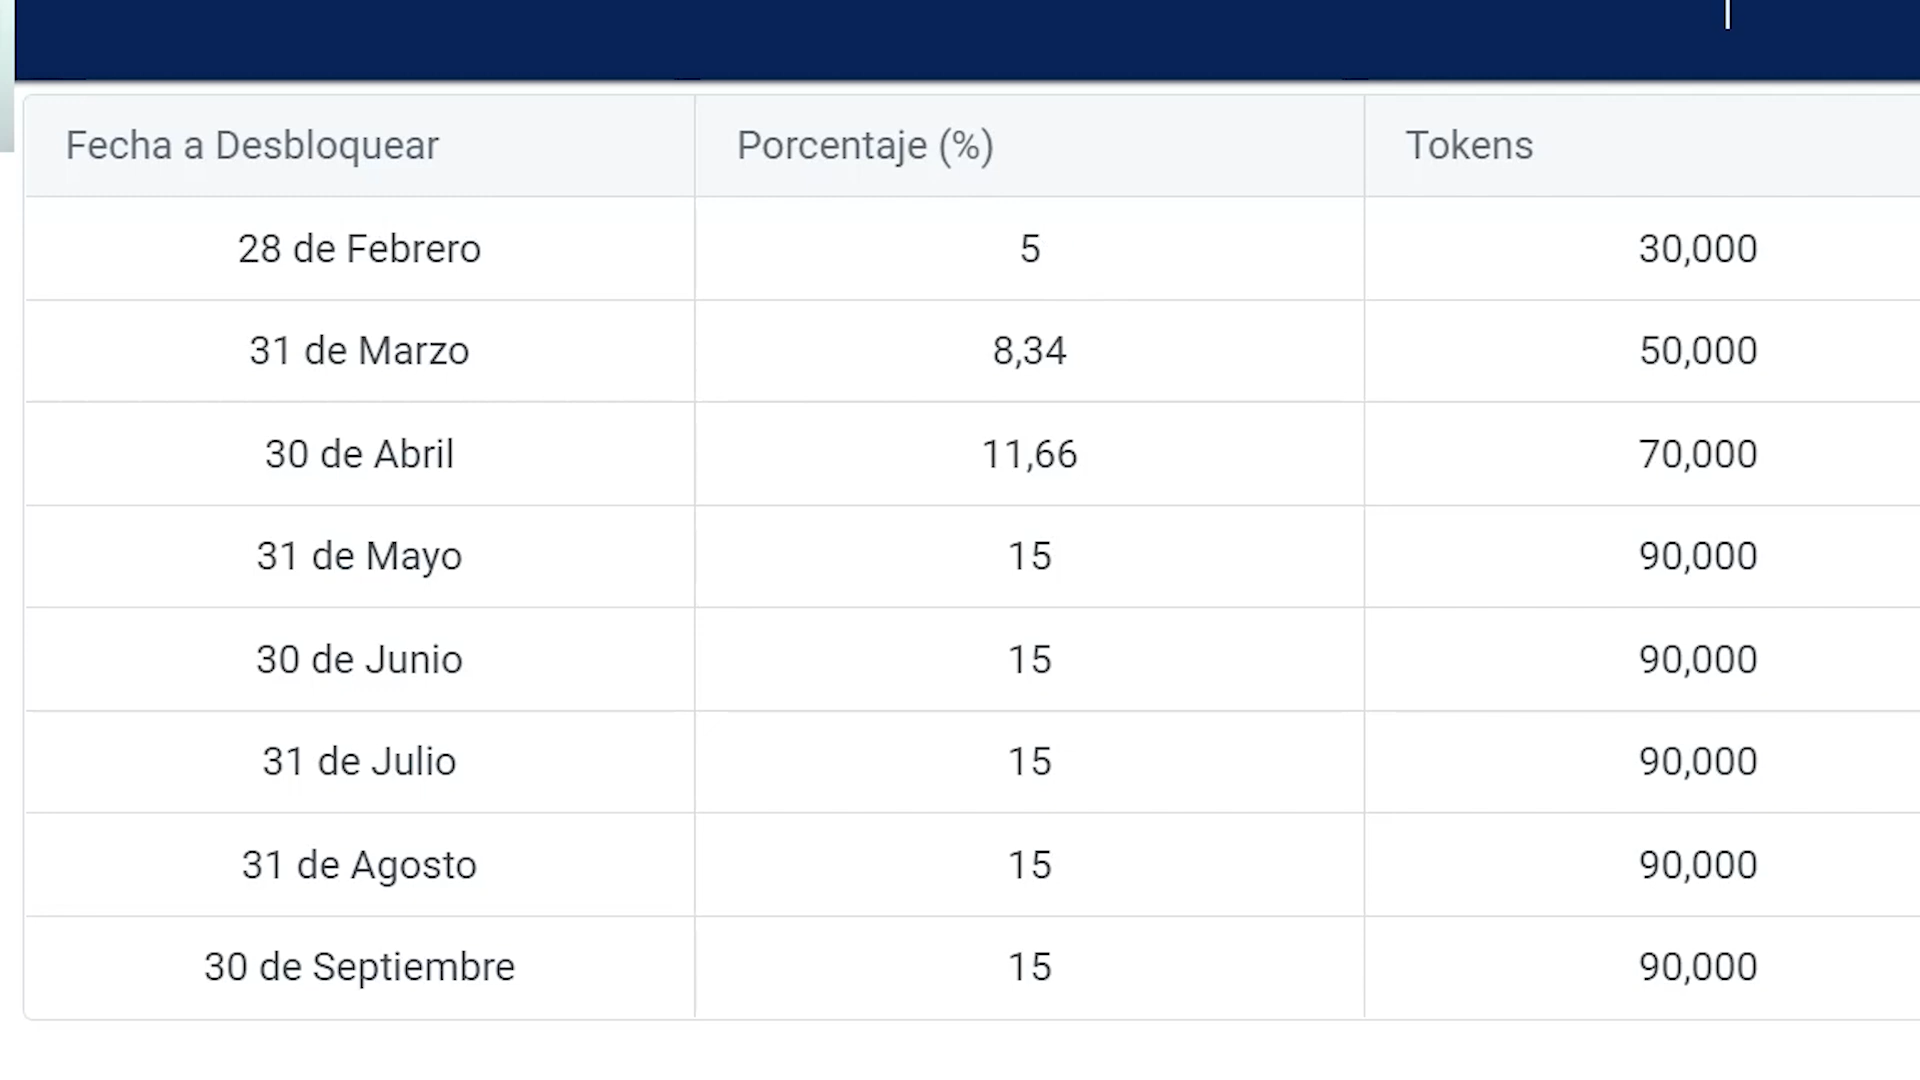 Fecha a Desbloquear Porcentaje (%) Tokens
28 de Febrero 5 30,000
31 de Marzo 8,34 50,000
30 de Abril 11,66 70,000
31 de Mayo 15 90,000
30 de Junio 15 90,000
31 de Julio 15 90,000
31 de Agosto 15 90,000
30 de Septiembre 15 90,000